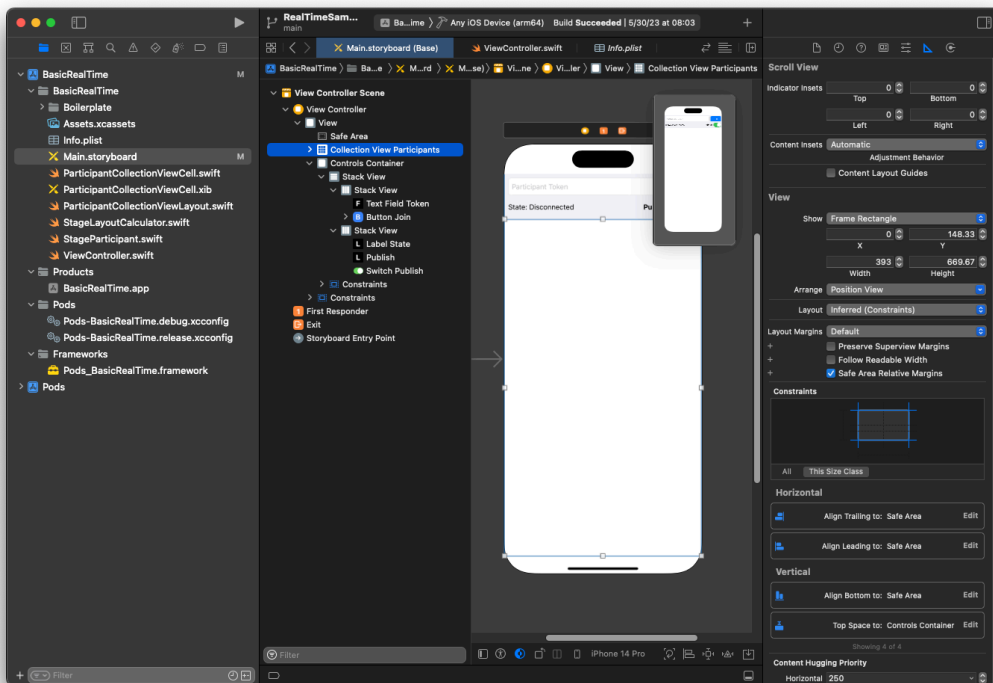 RealTimeSam...
main
Ba...ime
Any iOS Device (arm64)
Build Succeeded | 5/30/23 at 08:03
Main.storyboard (Base)
ViewController.swift
Info.plist
BasicRealTime
Ba...e
M...rd
M...se)
Vi...ne
Vi...ler
View
Collection View Participants
BasicRealTime M
BasicRealTime
Boilerplate
Assets.xcassets
Info.plist
Main.storyboard M
ParticipantCollectionViewCell.swift
ParticipantCollectionViewCell.xib
ParticipantCollectionViewLayout.swift
StageLayoutCalculator.swift
StageParticipant.swift
ViewController.swift
Products
BasicRealTime.app
Pods
Pods-BasicRealTime.debug.xcconfig
Pods-BasicRealTime.release.xcconfig
Frameworks
Pods_BasicRealTime.framework
Pods
Filter
View Controller Scene
View Controller
View
Safe Area
Collection View Participants
Controls Container
Stack View
Stack View
F Text Field Token
B Button Join
Stack View
L Label State
L Publish
Switch Publish
Constraints
Constraints
1 First Responder
Exit
Storyboard Entry Point
Filter
Participant Token
State: Disconnected
Pu
iPhone 14 Pro
Scroll View
Indicator Insets 0 0
Top Bottom
0 0
Left Right
Content Insets Automatic
Adjustment Behavior
Content Layout Guides
View
Show Frame Rectangle
0 148.33
X Y
393 669.67
Width Height
Arrange Position View
Layout Inferred (Constraints)
Layout Margins Default
Preserve Superview Margins
Follow Readable Width
Safe Area Relative Margins
Constraints
All This Size Class
Horizontal
Align Trailing to: Safe Area Edit
Align Leading to: Safe Area Edit
Vertical
Align Bottom to: Safe Area Edit
Top Space to: Controls Container Edit
Showing 4 of 4
Content Hugging Priority
Horizontal 250